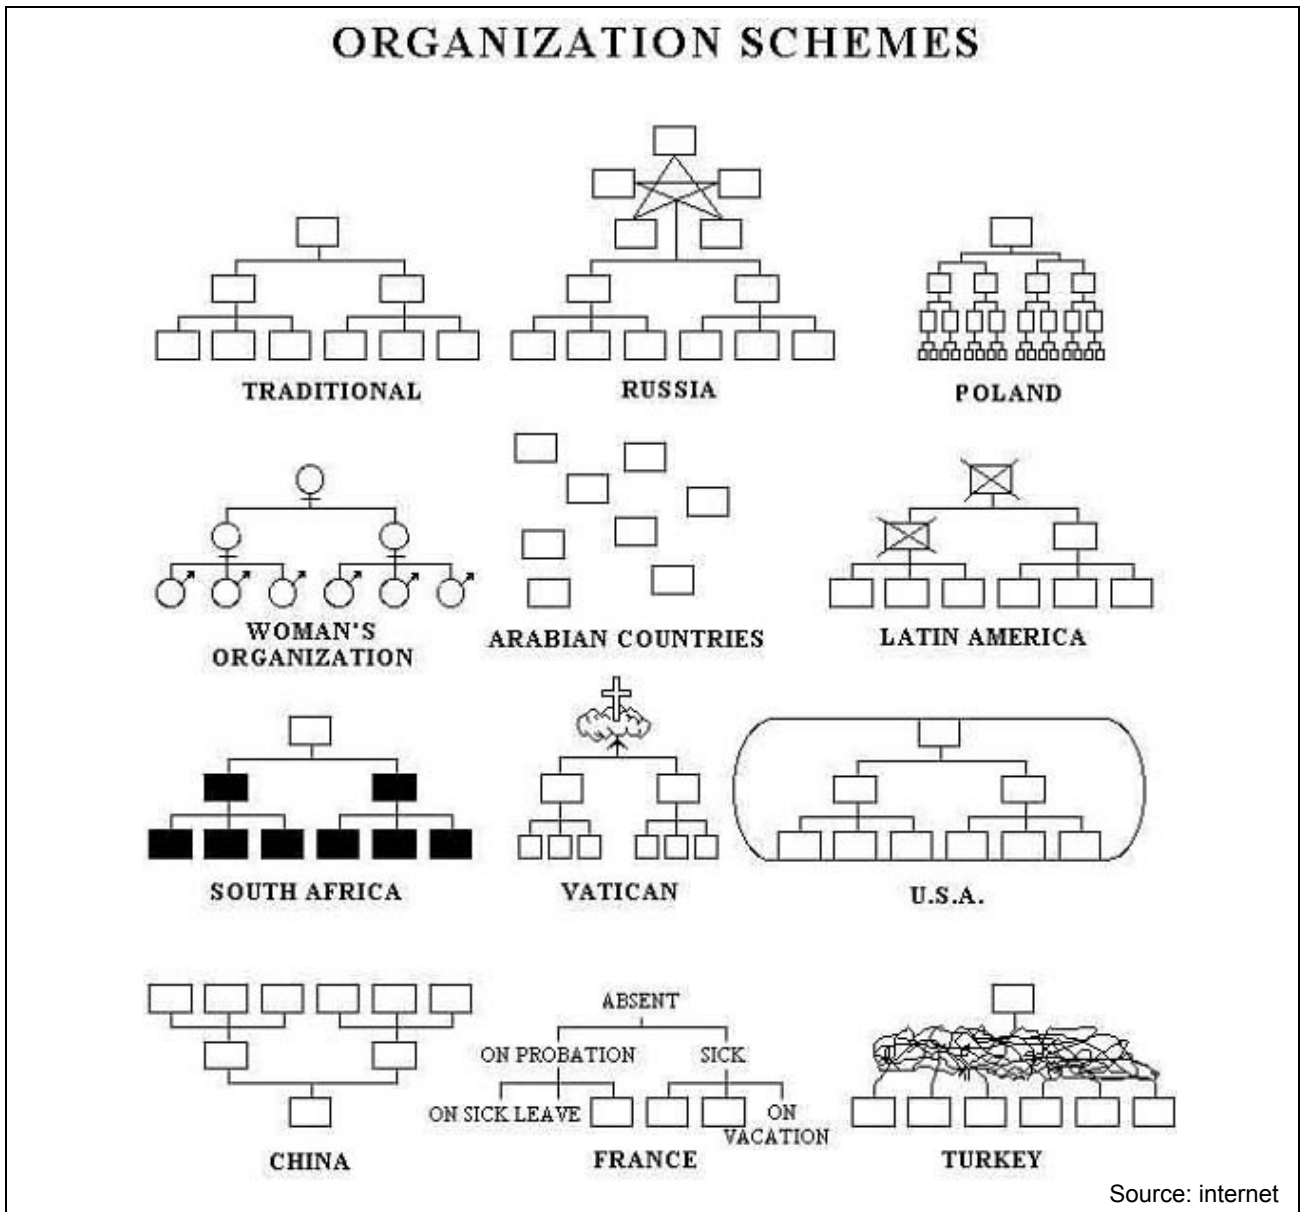 ORGANIZATION SCHEMES
TRADITIONAL
RUSSIA
POLAND
WOMAN'S
ORGANIZATION
ARABIAN COUNTRIES
LATIN AMERICA
SOUTH AFRICA
VATICAN
U.S.A.
CHINA
ABSENT
ON PROBATION
SICK
ON SICK LEAVE
ON
VACATION
FRANCE
TURKEY
Source: internet